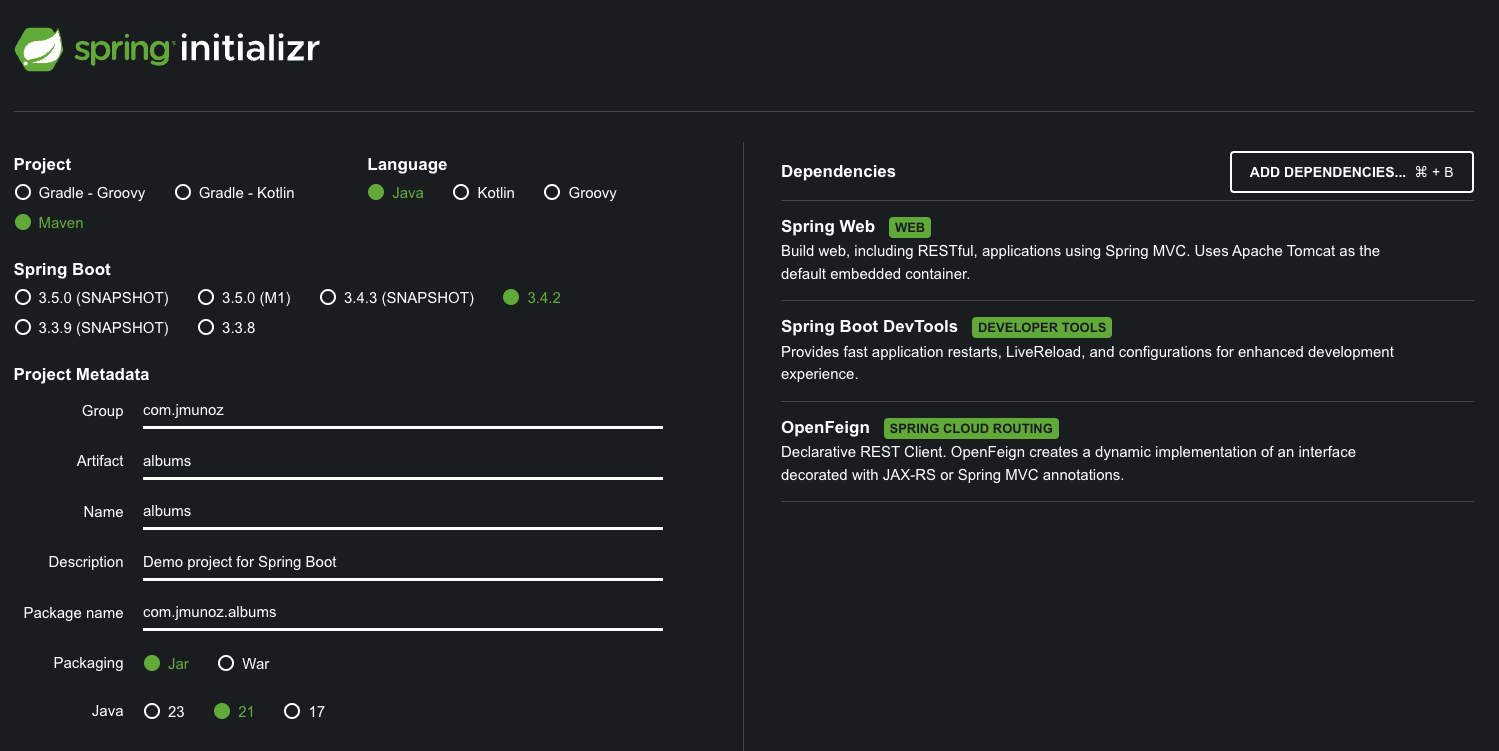 spring initializr
Project
Gradle - Groovy
Gradle - Kotlin
Maven
Language
Java
Kotlin
Groovy
Spring Boot
3.5.0 (SNAPSHOT)
3.5.0 (M1)
3.4.3 (SNAPSHOT)
3.4.2
3.3.9 (SNAPSHOT)
3.3.8
Project Metadata
Group com.jmunoz
Artifact albums
Name albums
Description Demo project for Spring Boot
Package name com.jmunoz.albums
Packaging Jar War
Java 23 21 17
Dependencies
ADD DEPENDENCIES... ⌘ + B
Spring Web WEB
Build web, including RESTful, applications using Spring MVC. Uses Apache Tomcat as the
default embedded container.
Spring Boot DevTools DEVELOPER TOOLS
Provides fast application restarts, LiveReload, and configurations for enhanced development
experience.
OpenFeign SPRING CLOUD ROUTING
Declarative REST Client. OpenFeign creates a dynamic implementation of an interface
decorated with JAX-RS or Spring MVC annotations.